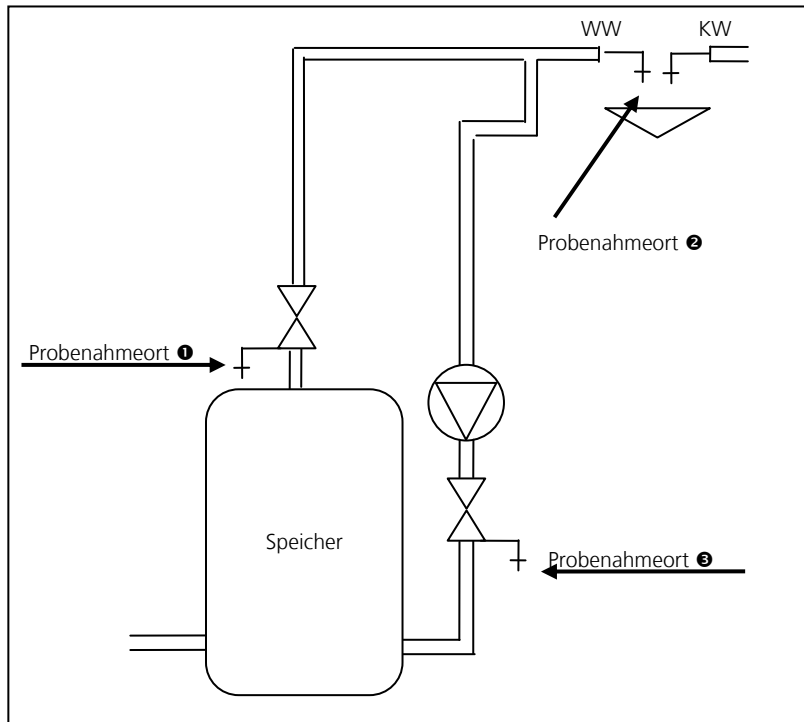 WW KW
Probenahmeort ❷
Probenahmeort ❶
Speicher
Probenahmeort ❸